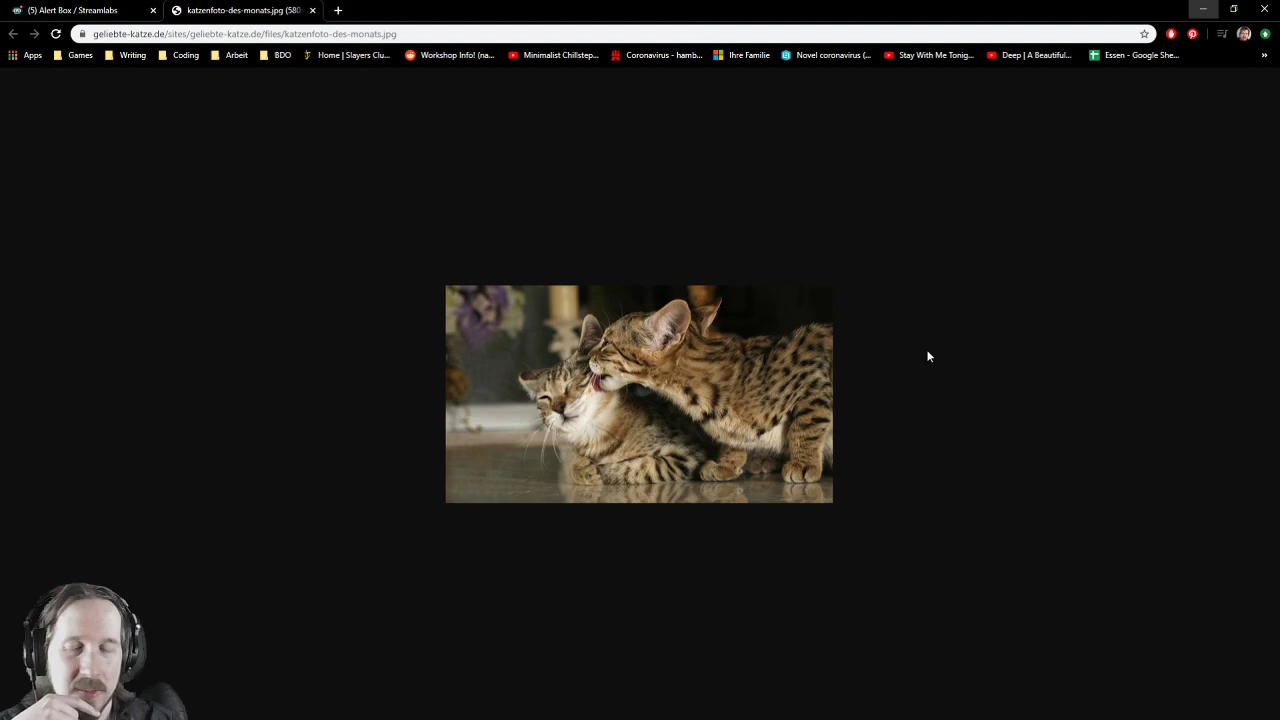 (5) Alert Box / Streamlabs
katzenfoto-des-monats.jpg (580
geliebte-katze.de/sites/geliebte-katze.de/files/katzenfoto-des-monats.jpg
Apps Games Writing Coding Arbeit BDO Home | Slayers Clu... Workshop Info! (na... Minimalist Chillstep... Coronavirus - hamb... Ihre Familie Novel coronavirus (... Stay With Me Tonig... Deep | A Beautiful... Essen - Google She... »